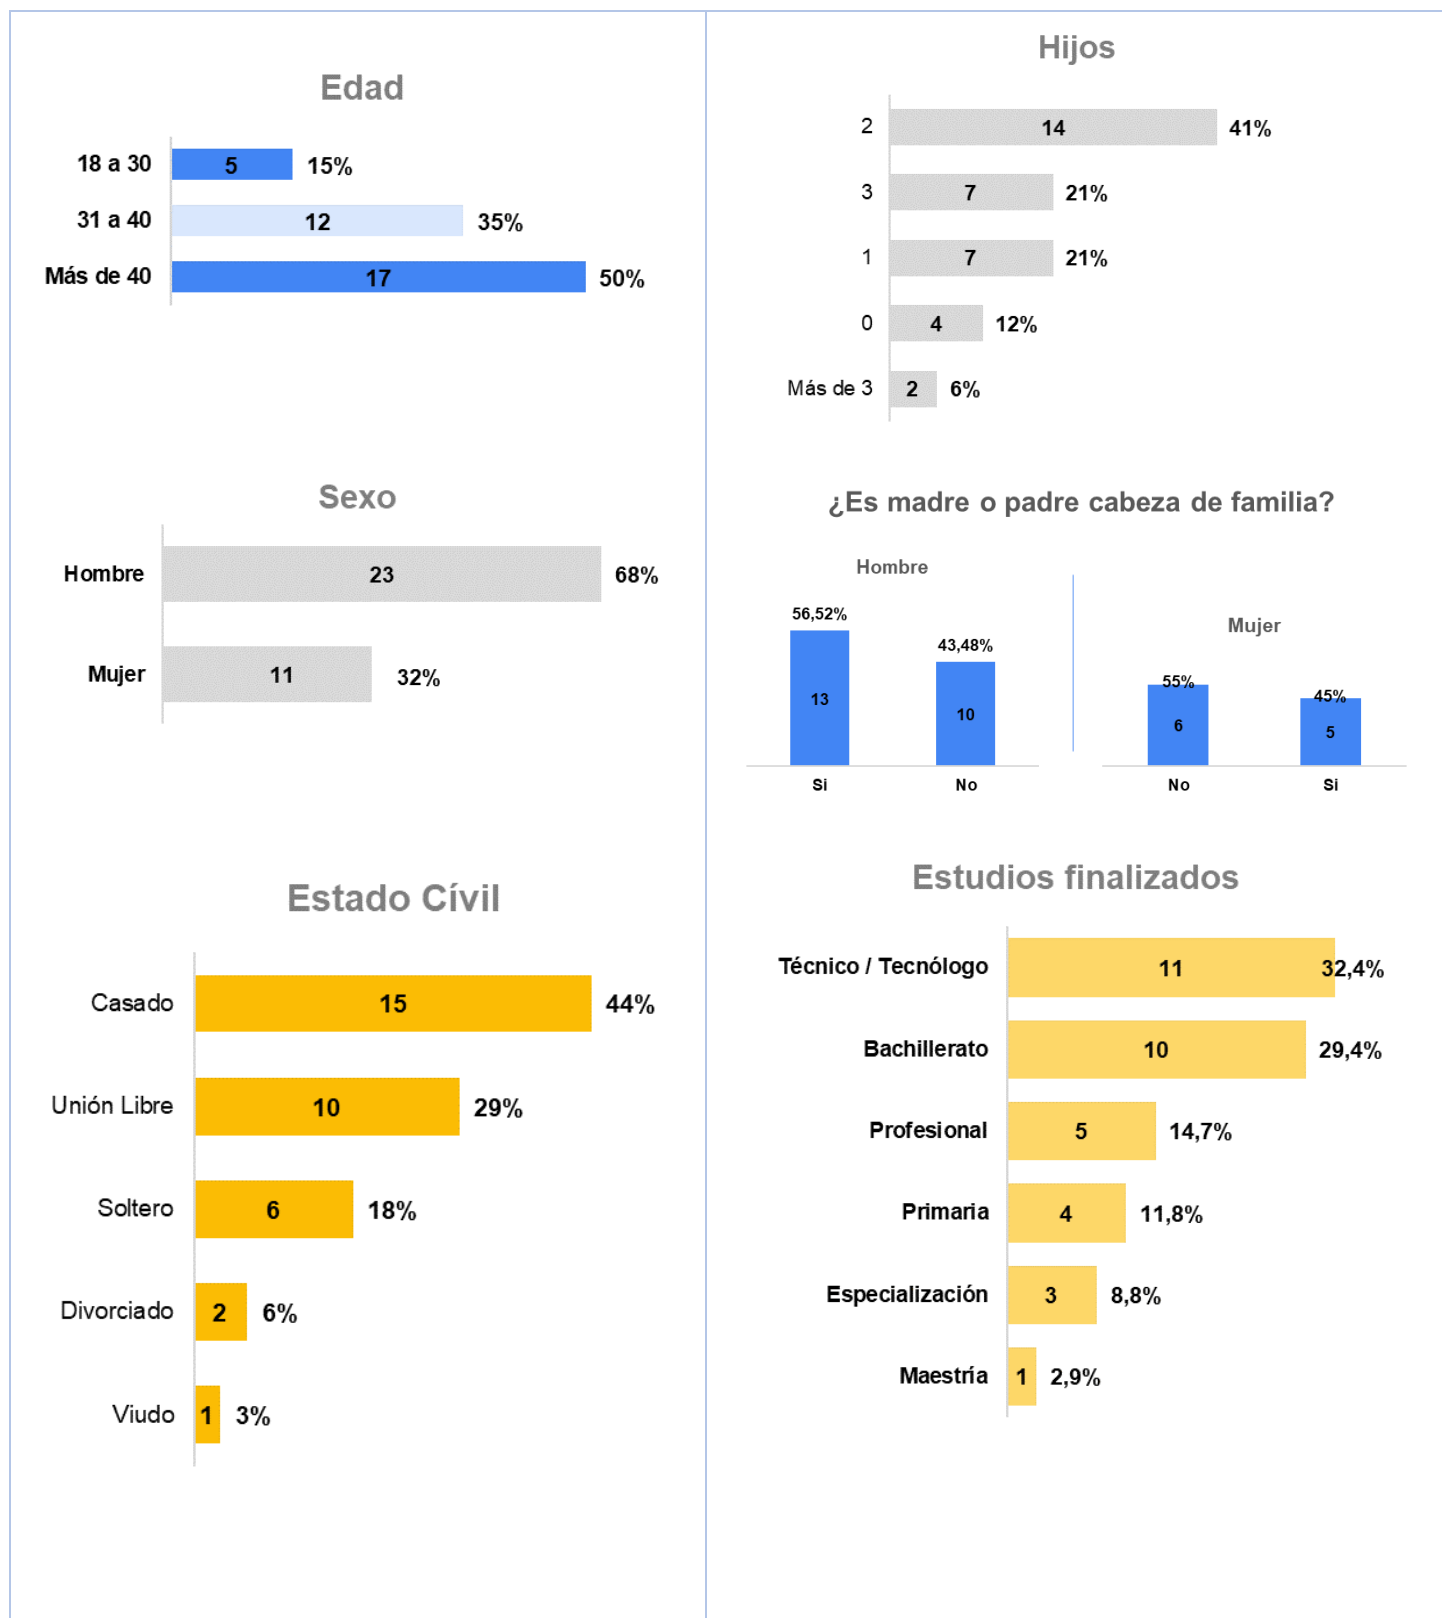 Edad
18 a 30 5 15%
31 a 40 12 35%
Más de 40 17 50%
Hijos
2 14 41%
3 7 21%
1 7 21%
0 4 12%
Más de 3 2 6%
Sexo
Hombre 23 68%
Mujer 11 32%
¿Es madre o padre cabeza de familia?
Hombre
56,52% 43,48%
13 10
Si No
Mujer
55% 45%
6 5
No Si
Estado Cívil
Casado 15 44%
Unión Libre 10 29%
Soltero 6 18%
Divorciado 2 6%
Viudo 1 3%
Estudios finalizados
Técnico / Tecnólogo 11 32,4%
Bachillerato 10 29,4%
Profesional 5 14,7%
Primaria 4 11,8%
Especialización 3 8,8%
Maestría 1 2,9%